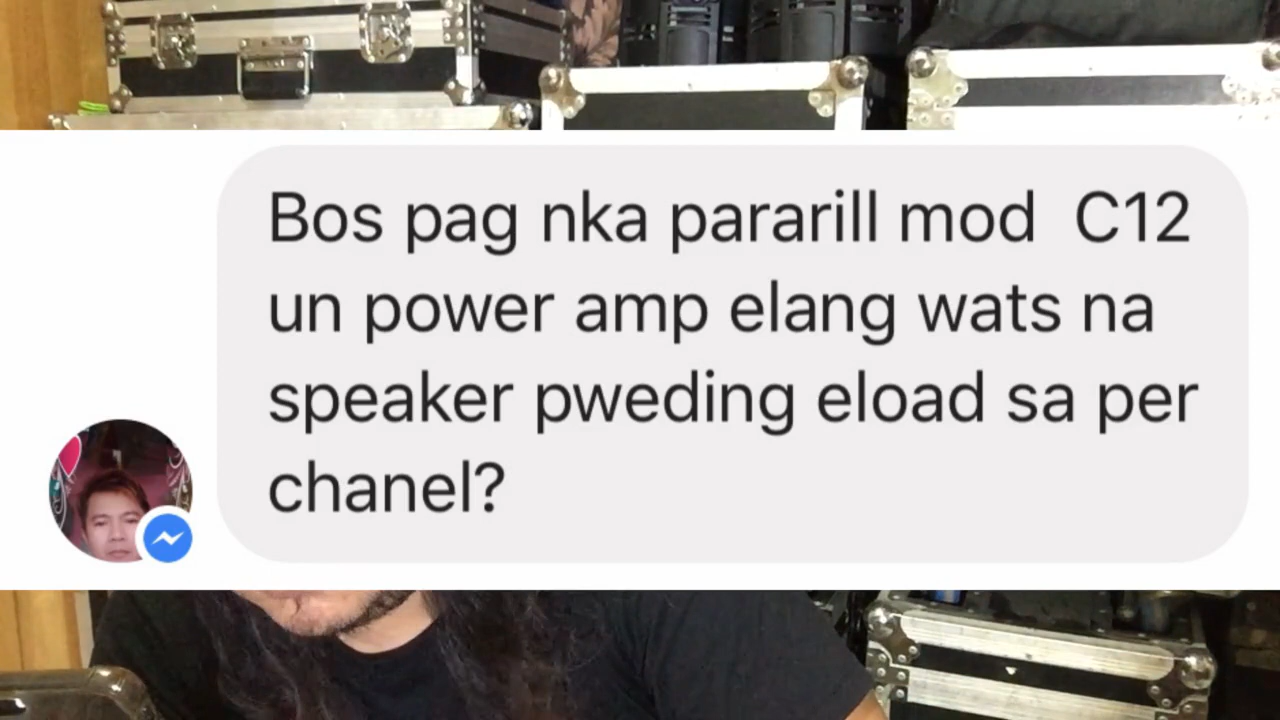 Bos pag nka pararill mod C12
un power amp elang wats na
speaker pweding eload sa per
chanel?